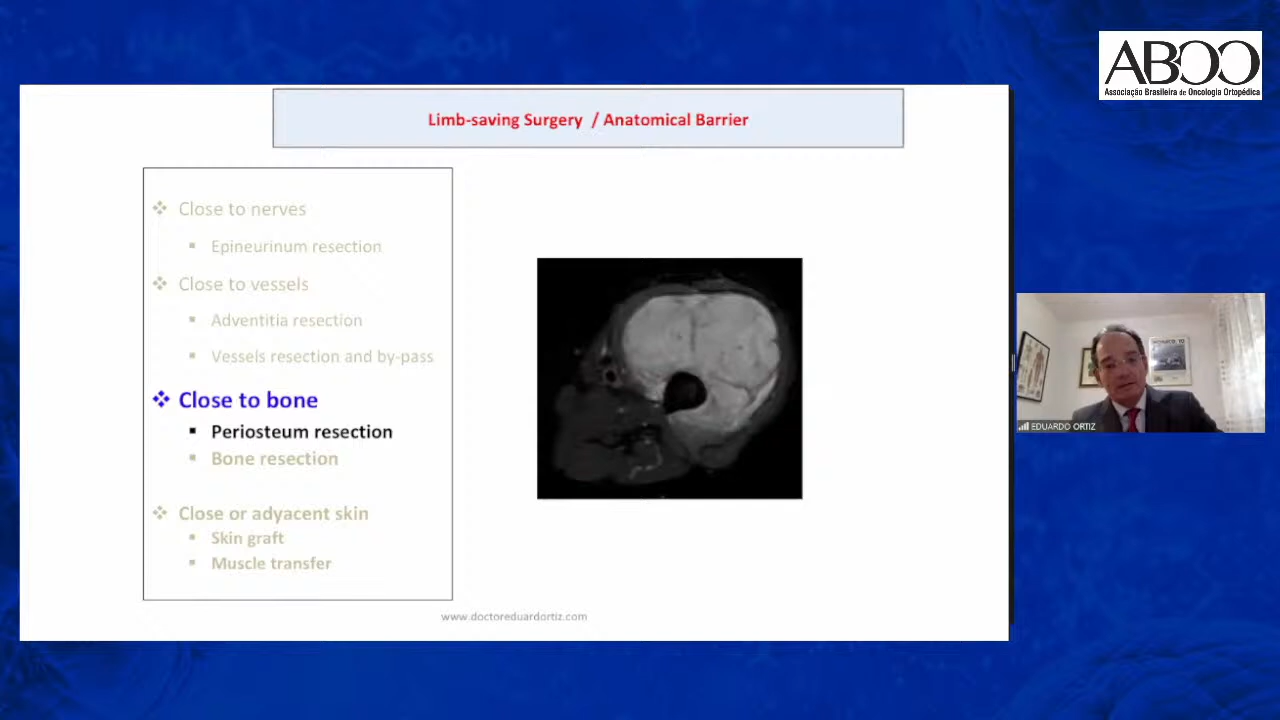 ABOO
Associação Brasileira de Oncologia Ortopédica
Limb-saving Surgery / Anatomical Barrier
Close to nerves
Epineurinum resection
Close to vessels
Adventitia resection
Vessels resection and by-pass
Close to bone
Periosteum resection
Bone resection
Close or adyacent skin
Skin graft
Muscle transfer
www.doctoreduardortiz.com
EDUARDO ORTIZ